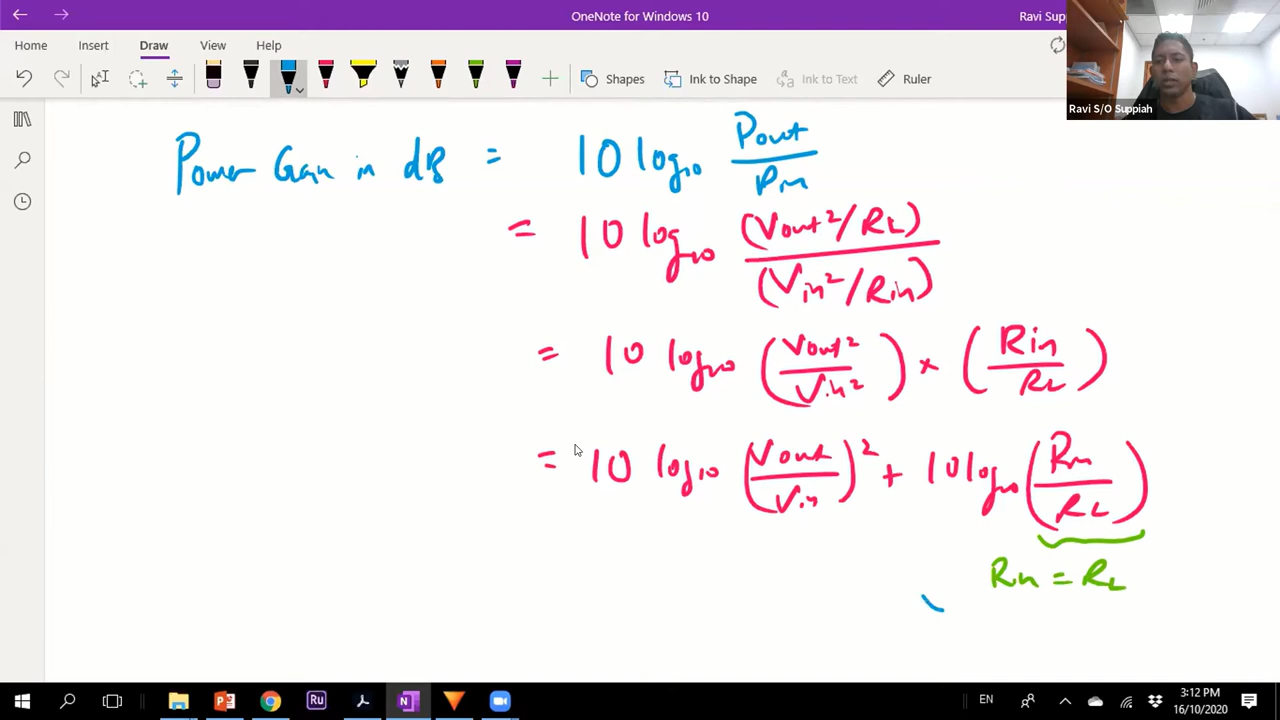 OneNote for Windows 10
Ravi Supp
Home Insert Draw View Help
Shapes Ink to Shape Ink to Text Ruler
Ravi S/O Suppiah
Power Gain in dB = 10 log10 Pout/Pin
= 10 log10 (Vout²/RL)/(Vin²/Rin)
= 10 log10 (Vout²/Vin²) × (Rin/RL)
= 10 log10 (Vout/Vin)² + 10 log10 (Rin/RL)
Rin = RL
Ru
N
EN
3:12 PM
16/10/2020